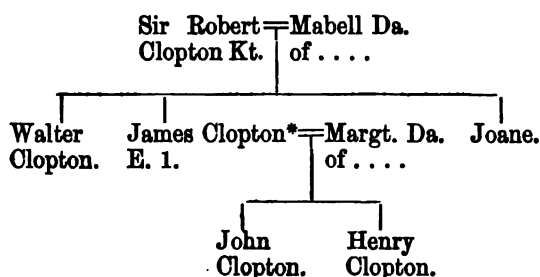 Sir Robert=Mabell Da.
Clopton Kt. of . . . .
Walter James Clopton*=Margt. Da. Joane.
Clopton. E. 1. of . . . .
John Henry
Clopton. Clopton.